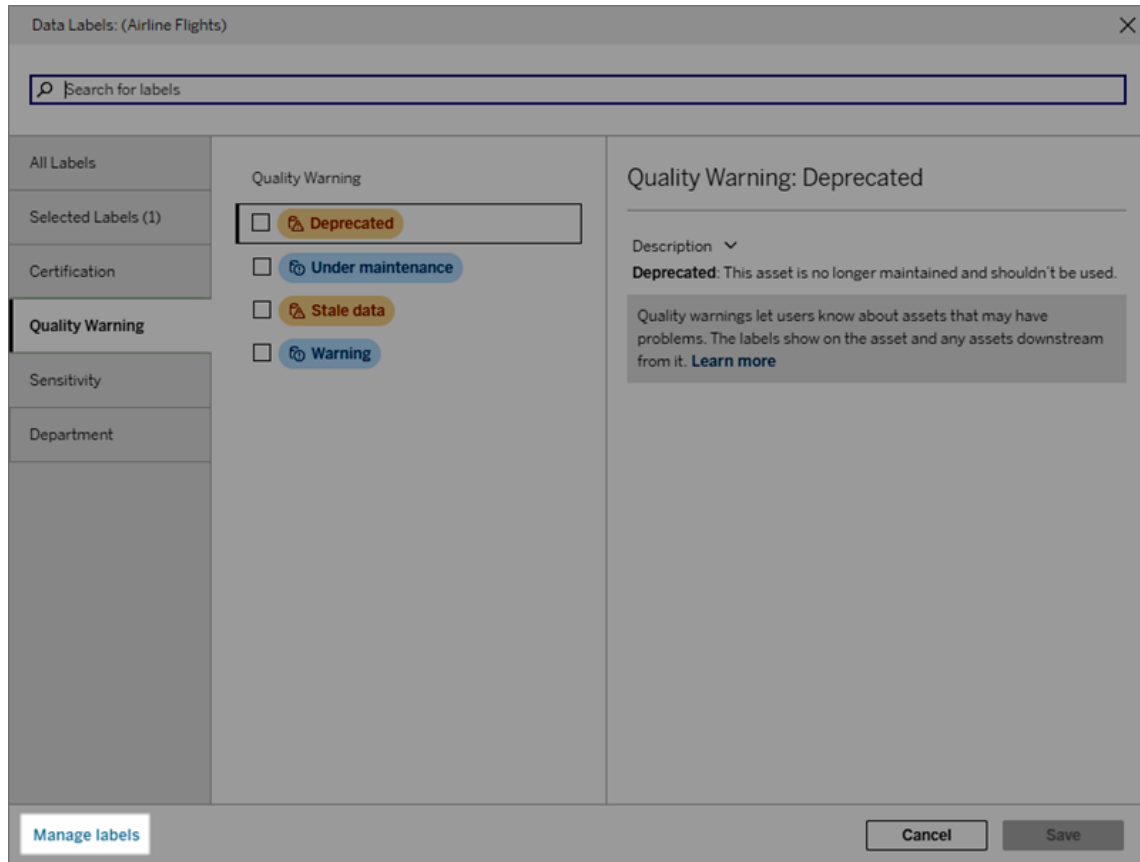 Data Labels: (Airline Flights)
Search for labels
All Labels
Selected Labels (1)
Certification
Quality Warning
Sensitivity
Department
Quality Warning
Deprecated
Under maintenance
Stale data
Warning
Quality Warning: Deprecated
Description
Deprecated: This asset is no longer maintained and shouldn't be used.
Quality warnings let users know about assets that may have
problems. The labels show on the asset and any assets downstream
from it. Learn more
Manage labels
Cancel
Save